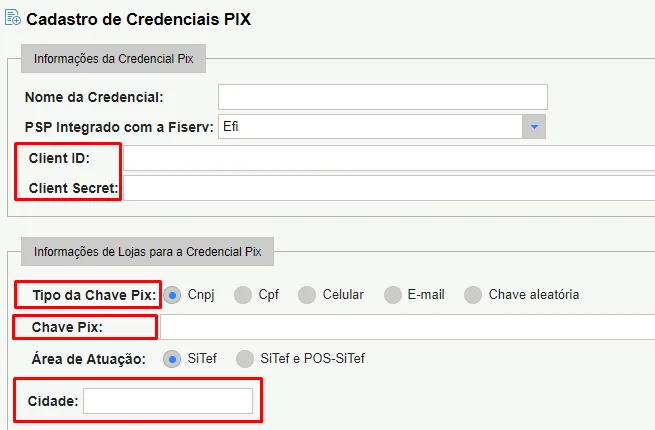 Cadastro de Credenciais PIX
Informações da Credencial Pix
Nome da Credencial:
PSP Integrado com a Fiserv: Efi
Client ID:
Client Secret:
Informações de Lojas para a Credencial Pix
Tipo da Chave Pix: Cnpj Cpf Celular E-mail Chave aleatória
Chave Pix:
Área de Atuação: SiTef SiTef e POS-SiTef
Cidade: